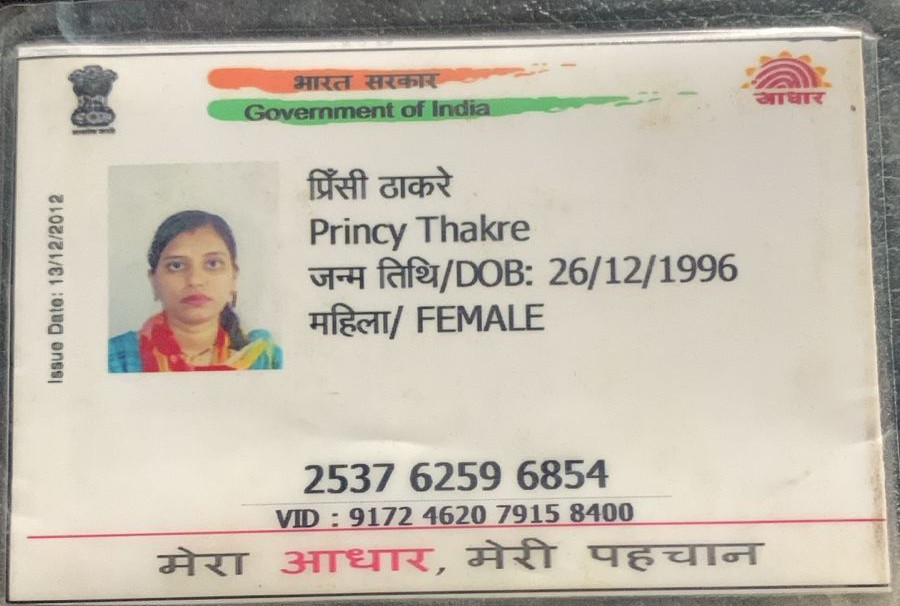 भारत सरकार
Government of India
आधार
Issue Date: 13/12/2012
प्रिँसी ठाकरे
Princy Thakre
जन्म तिथि/DOB: 26/12/1996
महिला/ FEMALE
2537 6259 6854
VID : 9172 4620 7915 8400
मेरा आधार, मेरी पहचान